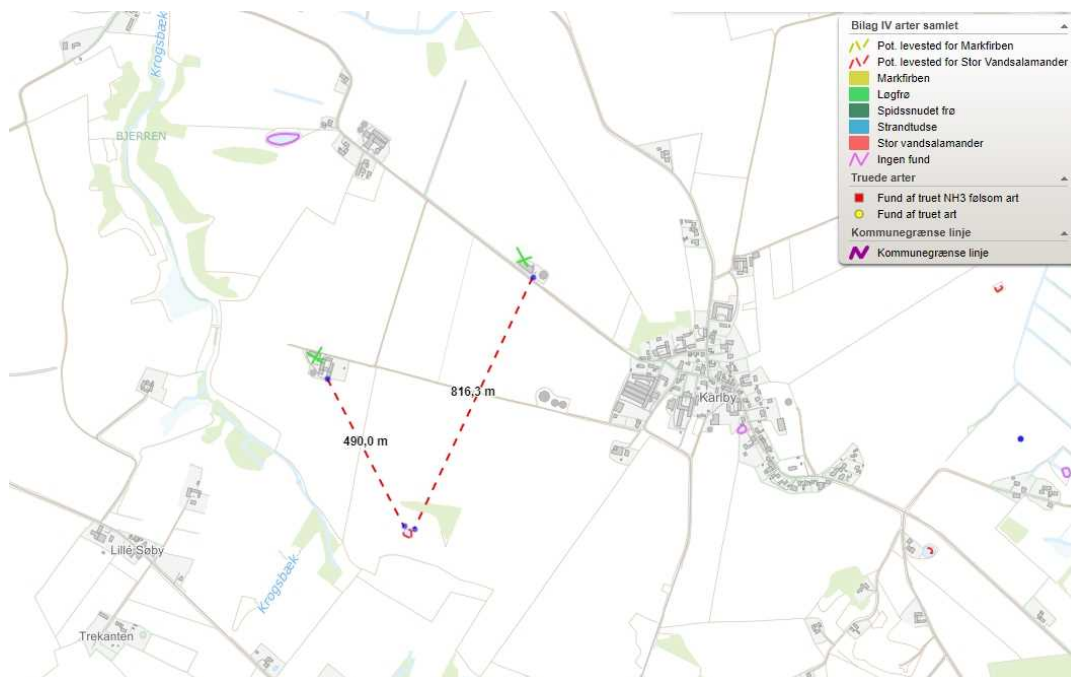 Krogsbæk
BJERREN
Bilag IV arter samlet
Pot. levested for Markfirben
Pot. levested for Stor Vandsalamander
Markfirben
Løgfrø
Spidssnudet frø
Strandtudse
Stor vandsalamander
Ingen fund
Truede arter
Fund af truet NH3 følsom art
Fund af truet art
Kommunegrænse linje
Kommunegrænse linje
816,3 m
Karlby
490,0 m
Lille Søby
Krogsbæk
Trekanten